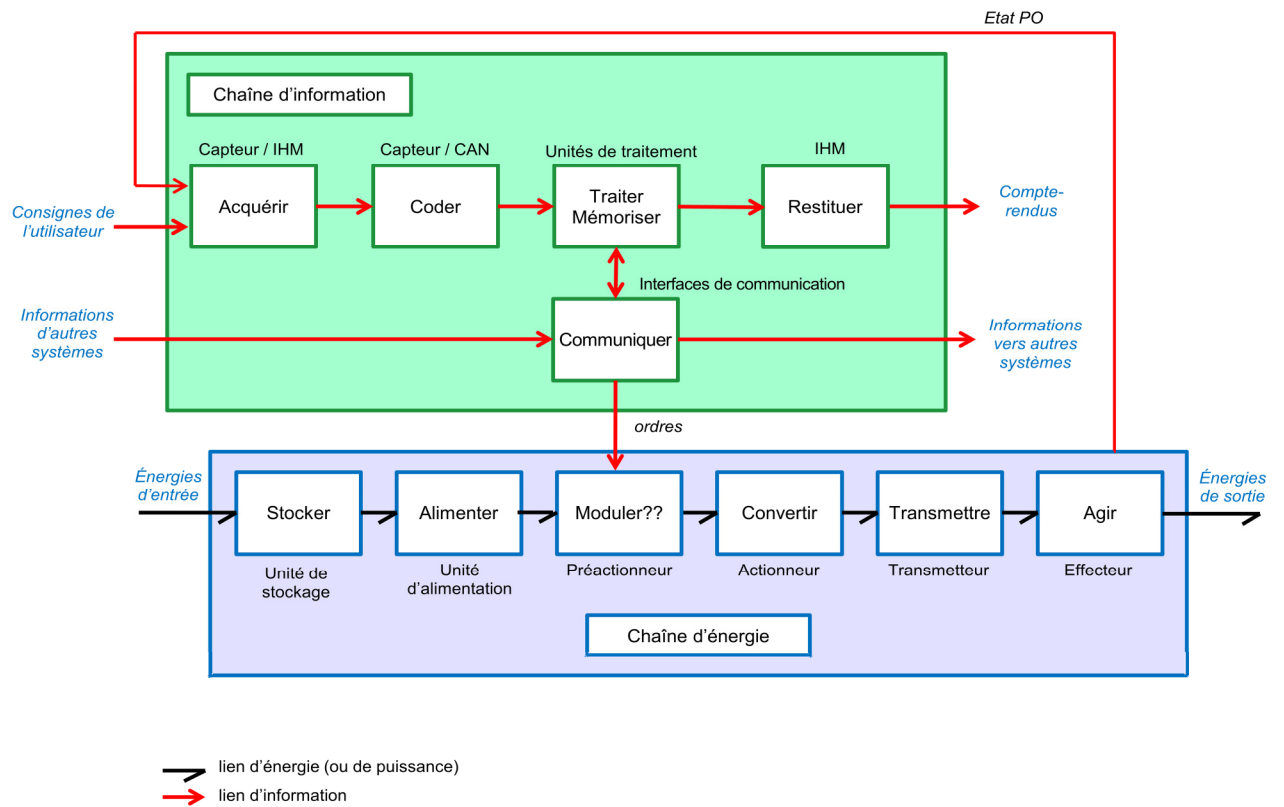 Etat PO
Chaîne d’information
Capteur / IHM
Capteur / CAN
Unités de traitement
IHM
Acquérir
Coder
Traiter
Mémoriser
Restituer
Consignes de
l’utilisateur
Compte-
rendus
Interfaces de communication
Informations
d’autres
systèmes
Communiquer
Informations
vers autres
systèmes
ordres
Énergies
d’entrée
Stocker
Alimenter
Moduler??
Convertir
Transmettre
Agir
Énergies
de sortie
Unité de
stockage
Unité
d’alimentation
Préactionneur
Actionneur
Transmetteur
Effecteur
Chaîne d’énergie
lien d’énergie (ou de puissance)
lien d’information